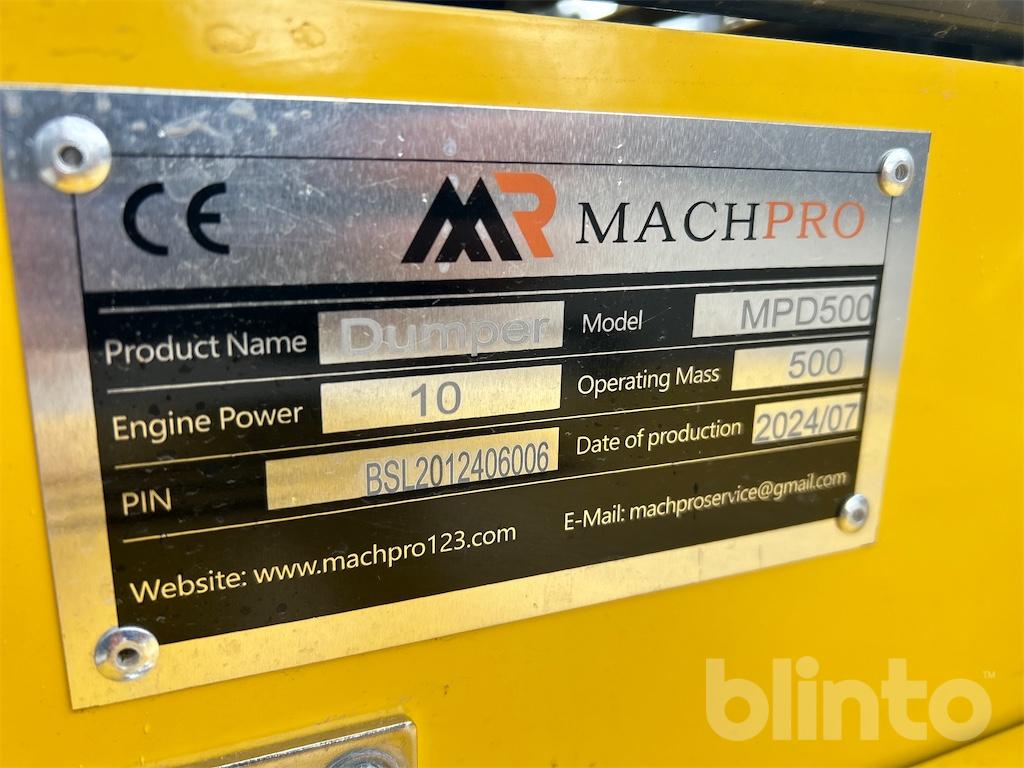 CE MR MACHPRO
Product Name Dumper Model MPD500
Engine Power 10 Operating Mass 500
PIN BSL2012406006 Date of production 2024/07
Website: www.machpro123.com E-Mail: machproservice@gmail.com
blinto™